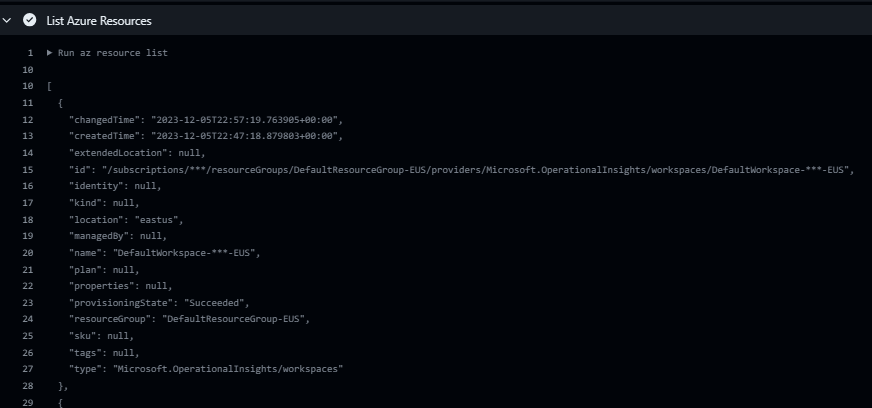 List Azure Resources
1 ▶ Run az resource list
10
10 [
11 {
12 "changedTime": "2023-12-05T22:57:19.763905+00:00",
13 "createdTime": "2023-12-05T22:47:18.879803+00:00",
14 "extendedLocation": null,
15 "id": "/subscriptions/***/resourceGroups/DefaultResourceGroup-EUS/providers/Microsoft.OperationalInsights/workspaces/DefaultWorkspace-***-EUS",
16 "identity": null,
17 "kind": null,
18 "location": "eastus",
19 "managedBy": null,
20 "name": "DefaultWorkspace-***-EUS",
21 "plan": null,
22 "properties": null,
23 "provisioningState": "Succeeded",
24 "resourceGroup": "DefaultResourceGroup-EUS",
25 "sku": null,
26 "tags": null,
27 "type": "Microsoft.OperationalInsights/workspaces"
28 },
29 {